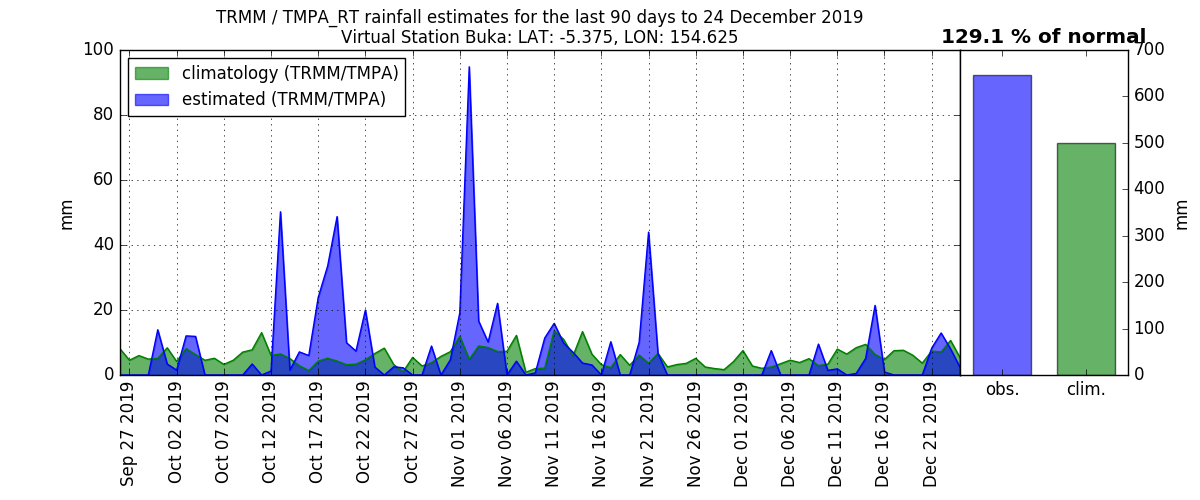 TRMM / TMPA_RT rainfall estimates for the last 90 days to 24 December 2019
Virtual Station Buka: LAT: -5.375, LON: 154.625
129.1 % of normal
climatology (TRMM/TMPA)
estimated (TRMM/TMPA)
100
80
60
40
20
0
mm
700
600
500
400
300
200
100
0
mm
Sep 27 2019
Oct 02 2019
Oct 07 2019
Oct 12 2019
Oct 17 2019
Oct 22 2019
Oct 27 2019
Nov 01 2019
Nov 06 2019
Nov 11 2019
Nov 16 2019
Nov 21 2019
Nov 26 2019
Dec 01 2019
Dec 06 2019
Dec 11 2019
Dec 16 2019
Dec 21 2019
obs.
clim.